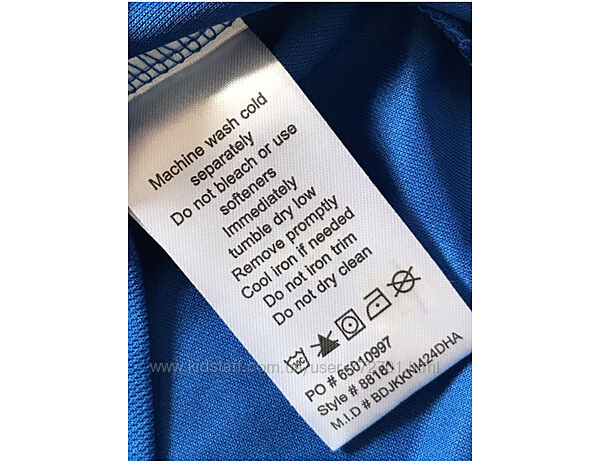 Machine wash cold
separately
Do not bleach or use
softeners
Immediately
tumble dry low
Remove promptly
Cool iron if needed
Do not iron trim
Do not dry clean
PO # 65010997
Style # 88181
M.I.D # BDJKKNI424DHA